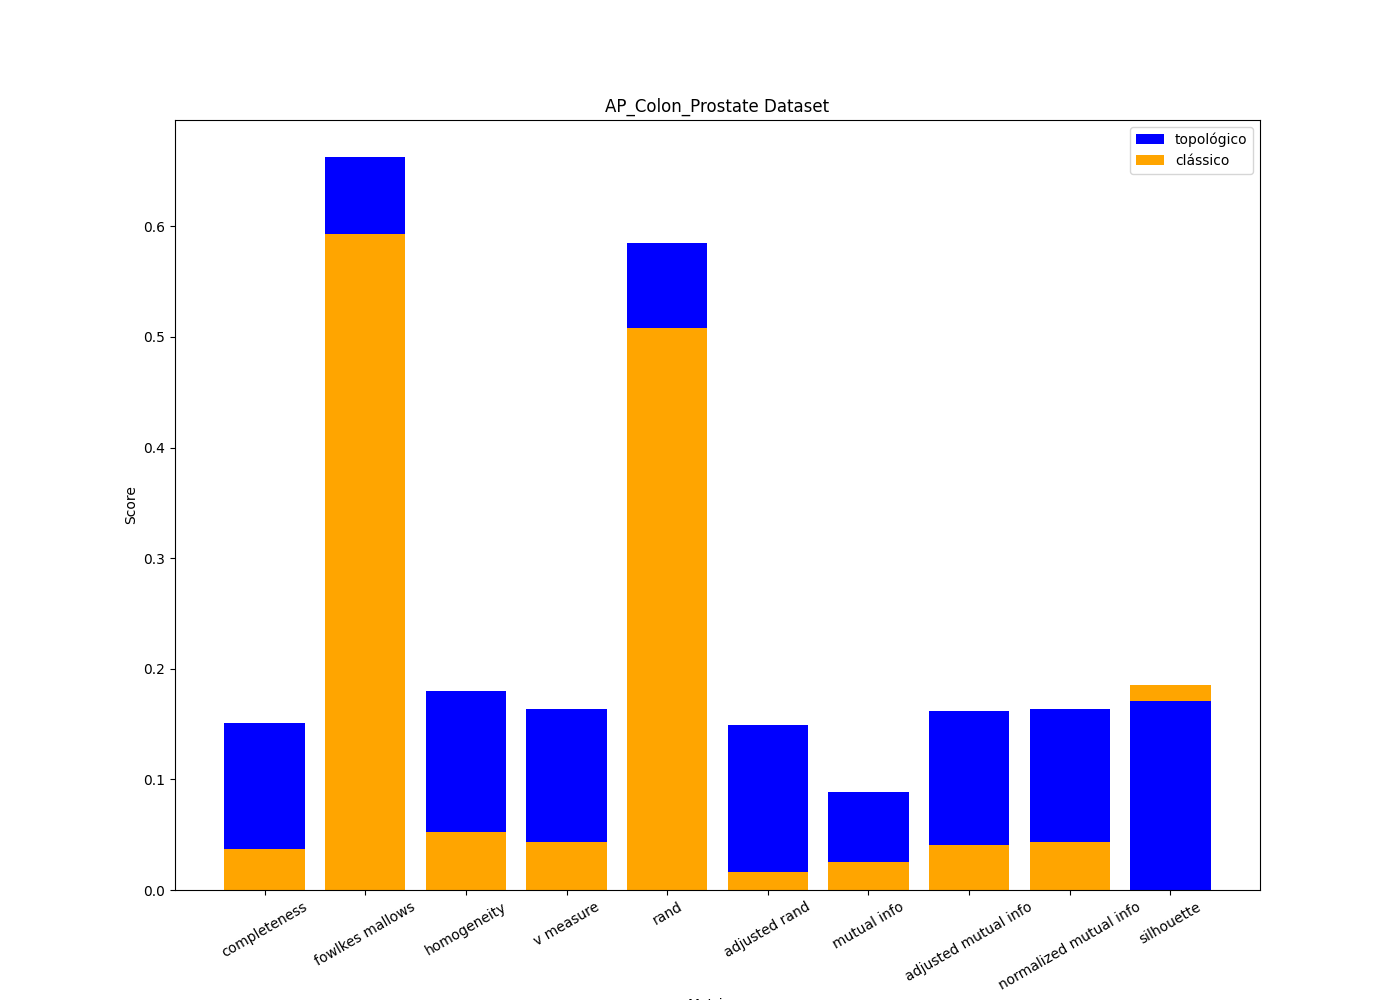 AP_Colon_Prostate Dataset
topológico
clássico
Score
0.6
0.5
0.4
0.3
0.2
0.1
0.0
completeness
fowlkes mallows
homogeneity
v measure
rand
adjusted rand
mutual info
adjusted mutual info
normalized mutual info
silhouette